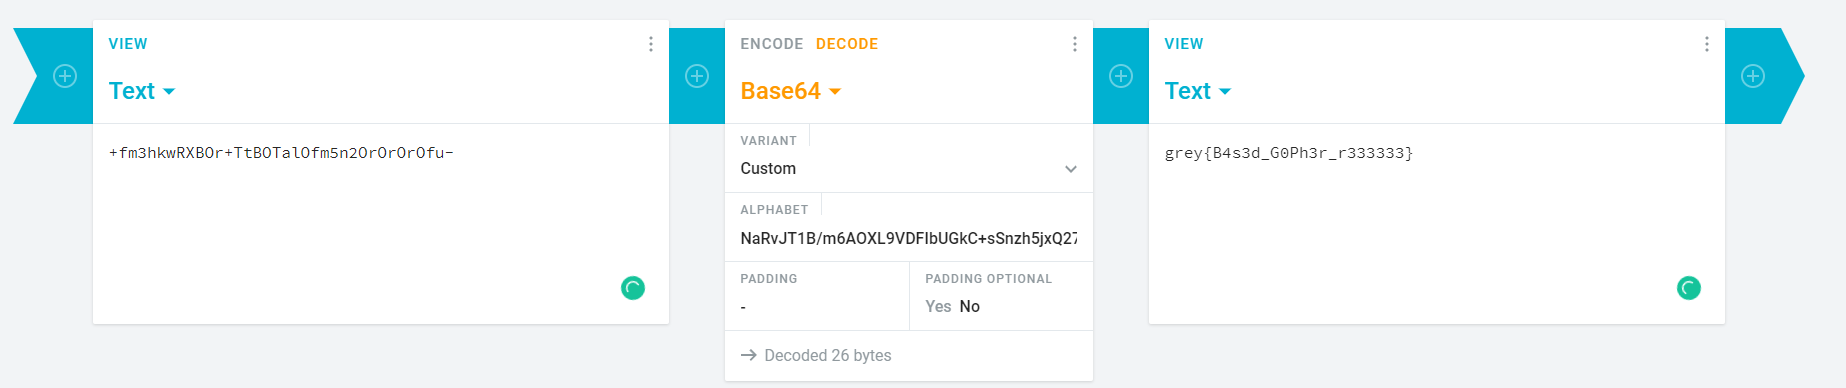 VIEW
Text
+fm3hkwRXBOr+TtBOTalOfm5n2OrOrOrOfu-
ENCODE DECODE
Base64
VARIANT
Custom
ALPHABET
NaRvJT1B/m6AOXL9VDFIbUGkC+sSnzh5jxQ27
PADDING
-
PADDING OPTIONAL
Yes No
Decoded 26 bytes
VIEW
Text
grey{B4s3d_G0Ph3r_r333333}